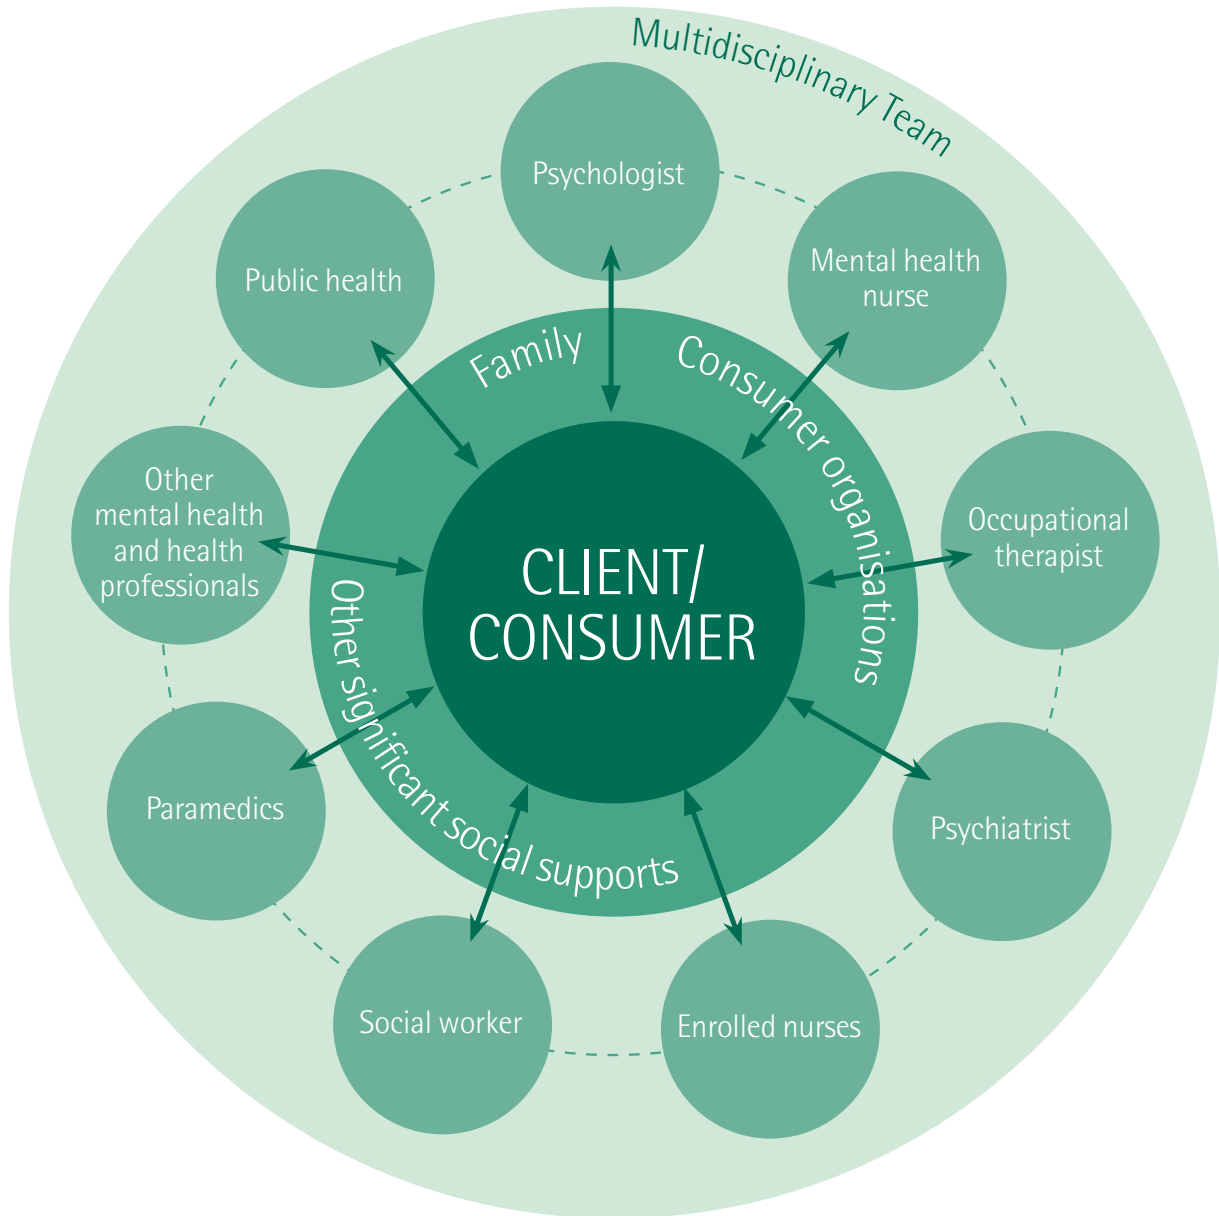 Multidisciplinary Team
Psychologist
Mental health
nurse
Public health
Family
Consumer organisations
Other
mental health
and health
professionals
Occupational
therapist
CLIENT/
CONSUMER
Other significant social supports
Paramedics
Psychiatrist
Social worker
Enrolled nurses